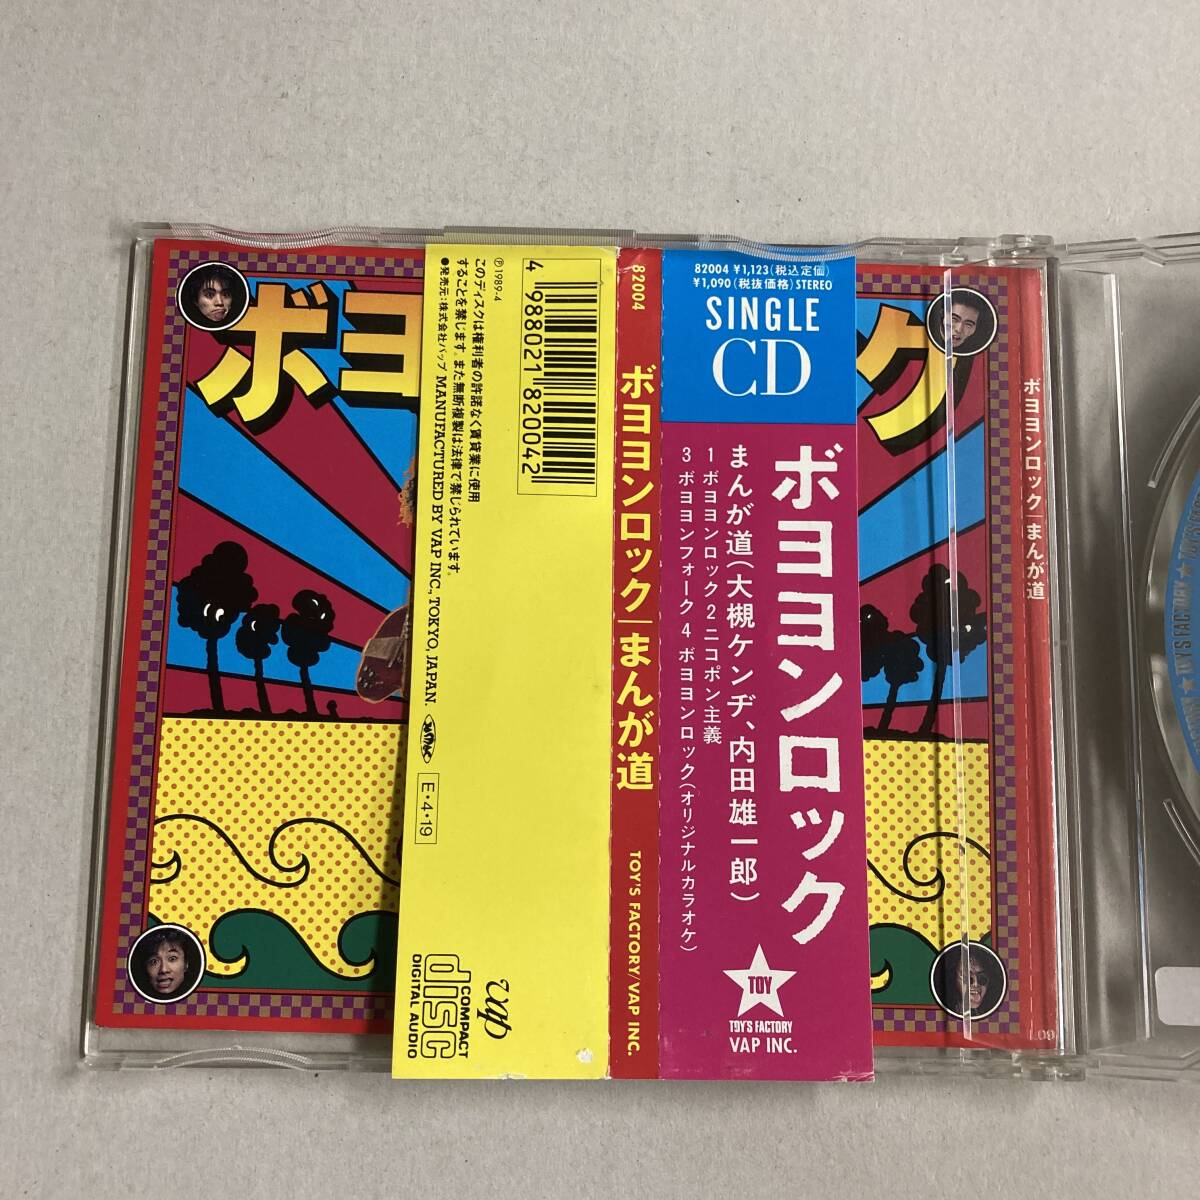 ボヨ
ク
82004 ¥1,123(税込定価)
¥1,090(税抜価格)STEREO
SINGLE
CD
ボヨヨンロック
まんが道(大槻ケンヂ、内田雄一郎)
1 ボヨヨンロック 2 ニコポン主義
3 ボヨヨンフォーク 4 ボヨヨンロック(オリジナルカラオケ)
TOY
TOY'S FACTORY
VAP INC.
82004
ボヨヨンロック|まんが道
TOY'S FACTORY/VAP INC.
4 988021 820042
Ⓟ1989·4
このディスクは権利者の許諾なく賃貸業に使用
することを禁じます。また無断複製は法律で禁じられています。
●発売元:株式会社バップ MANUFACTURED BY VAP INC., TOKYO, JAPAN.
E・4・19
vap
COMPACT
disc
DIGITAL AUDIO
ボヨヨンロック|まんが道
TOY'S FACTORY ★